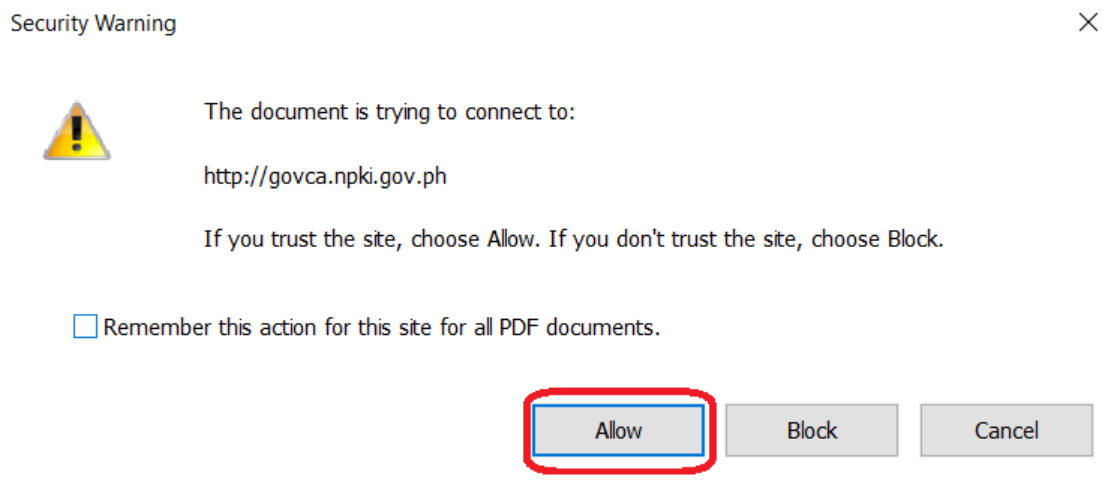 Security Warning
The document is trying to connect to:
http://govca.npki.gov.ph
If you trust the site, choose Allow. If you don't trust the site, choose Block.
Remember this action for this site for all PDF documents.
Allow Block Cancel